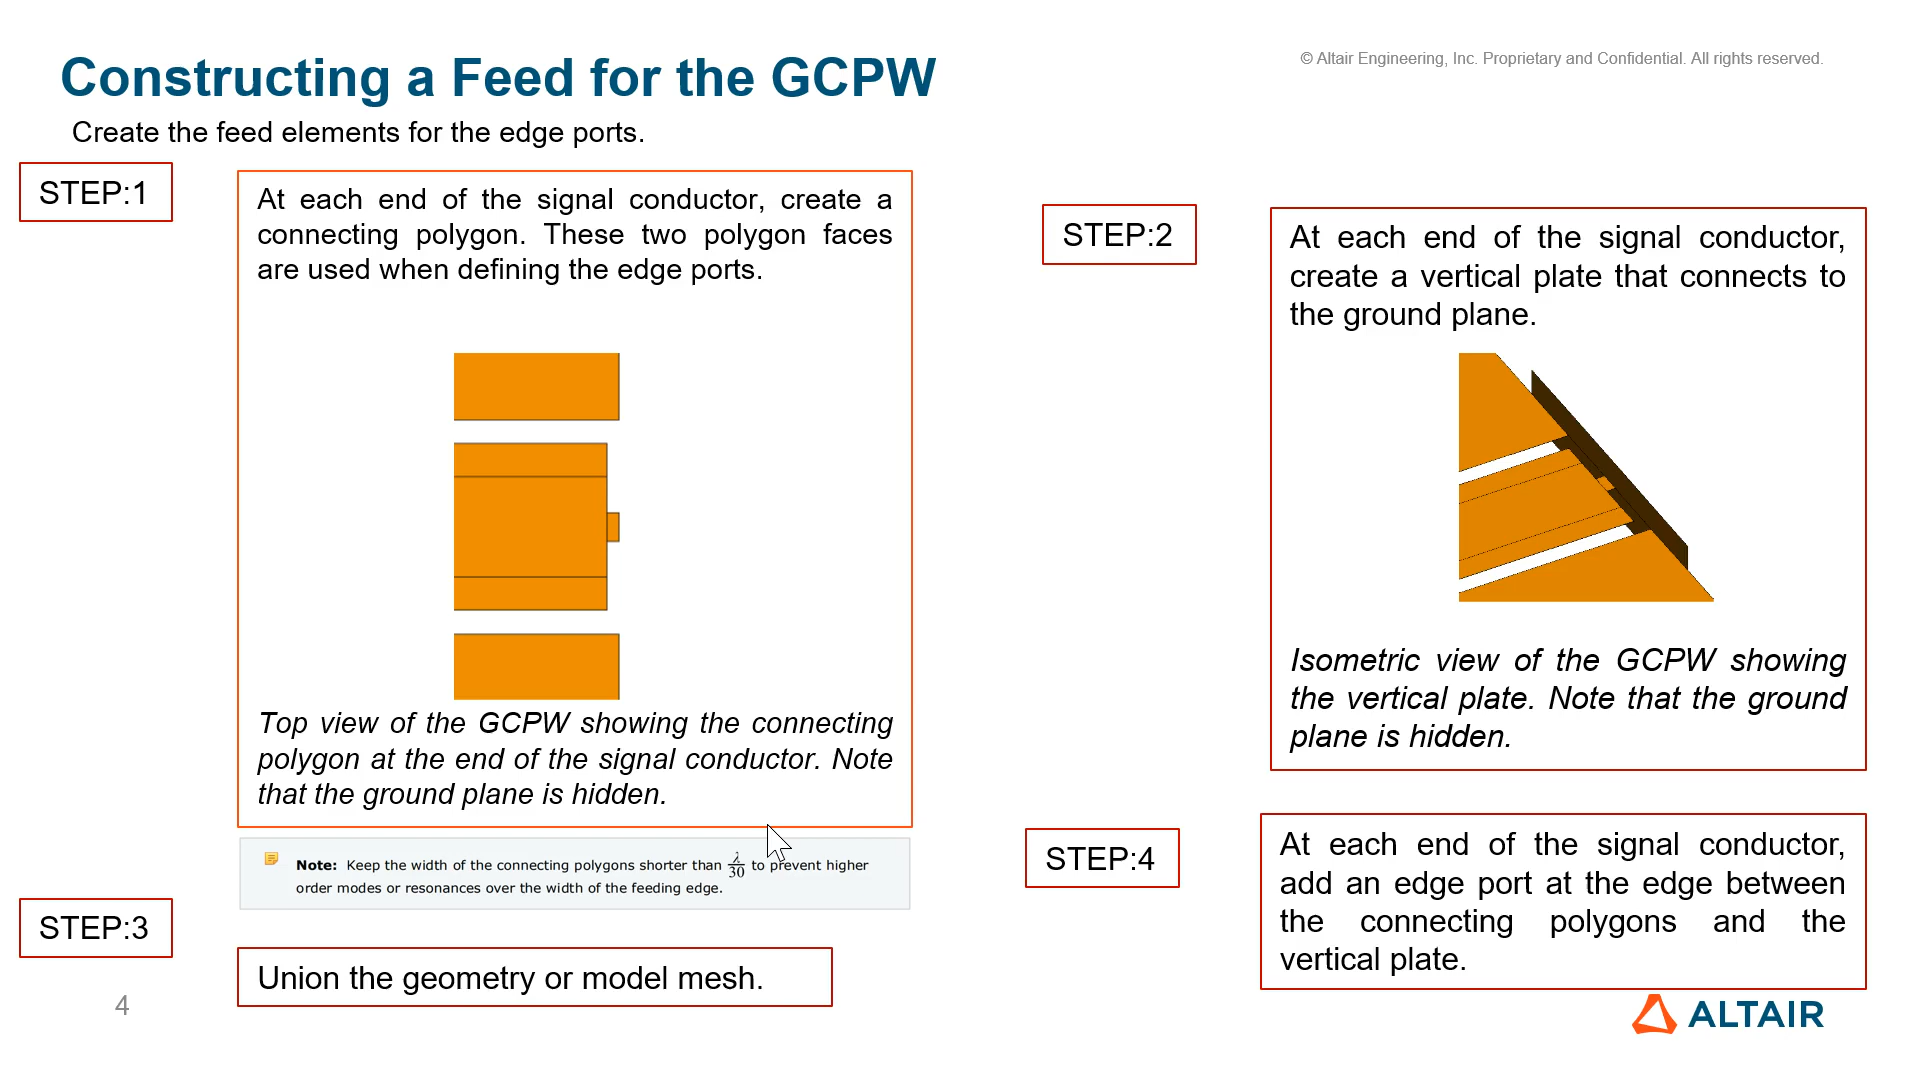 Constructing a Feed for the GCPW
© Altair Engineering, Inc. Proprietary and Confidential. All rights reserved.
Create the feed elements for the edge ports.
STEP:1
At each end of the signal conductor, create a
connecting polygon. These two polygon faces
are used when defining the edge ports.
Top view of the GCPW showing the connecting
polygon at the end of the signal conductor. Note
that the ground plane is hidden.
Note: Keep the width of the connecting polygons shorter than λ/30 to prevent higher
order modes or resonances over the width of the feeding edge.
STEP:2
At each end of the signal conductor,
create a vertical plate that connects to
the ground plane.
Isometric view of the GCPW showing
the vertical plate. Note that the ground
plane is hidden.
STEP:3
Union the geometry or model mesh.
STEP:4
At each end of the signal conductor,
add an edge port at the edge between
the connecting polygons and the
vertical plate.
4
ALTAIR